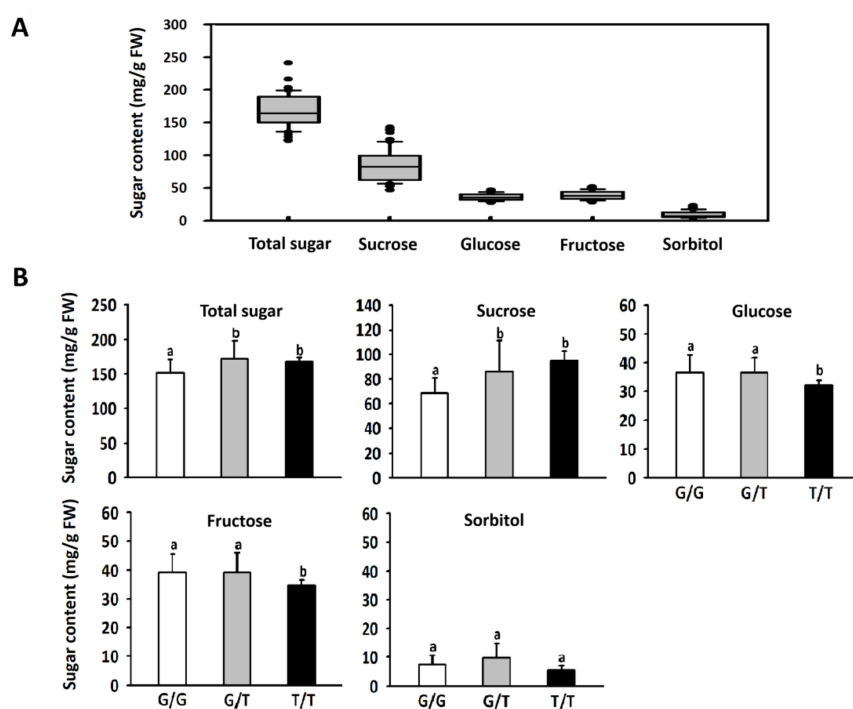 A
Sugar content (mg/g FW)
300
250
200
150
100
50
0
Total sugar
Sucrose
Glucose
Fructose
Sorbitol
B
Sugar content (mg/g FW)
250
200
150
100
50
0
Total sugar
a
b
b
140
120
100
80
60
40
20
0
Sucrose
a
b
b
60
50
40
30
20
10
0
Glucose
a
a
b
G/G
G/T
T/T
Sugar content (mg/g FW)
60
50
40
30
20
10
0
Fructose
a
a
b
G/G
G/T
T/T
60
50
40
30
20
10
0
Sorbitol
a
a
a
G/G
G/T
T/T